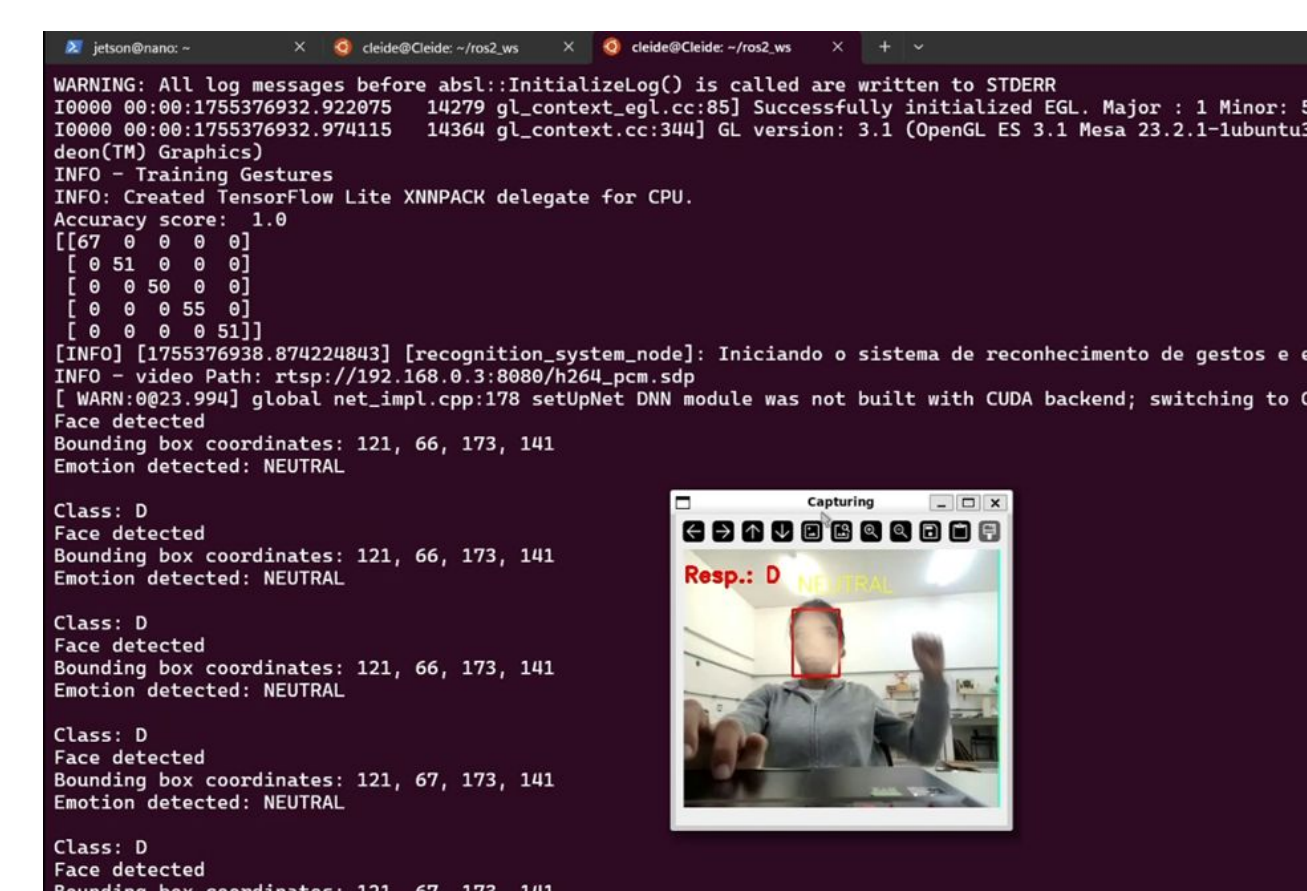 jetson@nano: ~
cleide@Cleide: ~/ros2_ws
cleide@Cleide: ~/ros2_ws
WARNING: All log messages before absl::InitializeLog() is called are written to STDERR
I0000 00:00:1755376932.922075 14279 gl_context_egl.cc:85] Successfully initialized EGL. Major : 1 Minor: 5
I0000 00:00:1755376932.974115 14364 gl_context.cc:344] GL version: 3.1 (OpenGL ES 3.1 Mesa 23.2.1-1ubuntu3
deon(TM) Graphics)
INFO - Training Gestures
INFO: Created TensorFlow Lite XNNPACK delegate for CPU.
Accuracy score: 1.0
[[67 0 0 0 0]
[ 0 51 0 0 0]
[ 0 0 50 0 0]
[ 0 0 0 55 0]
[ 0 0 0 0 51]]
[INFO] [1755376938.874224843] [recognition_system_node]: Iniciando o sistema de reconhecimento de gestos e e
INFO - video Path: rtsp://192.168.0.3:8080/h264_pcm.sdp
[ WARN:0@23.994] global net_impl.cpp:178 setUpNet DNN module was not built with CUDA backend; switching to C
Face detected
Bounding box coordinates: 121, 66, 173, 141
Emotion detected: NEUTRAL
Class: D
Face detected
Bounding box coordinates: 121, 66, 173, 141
Emotion detected: NEUTRAL
Class: D
Face detected
Bounding box coordinates: 121, 66, 173, 141
Emotion detected: NEUTRAL
Class: D
Face detected
Bounding box coordinates: 121, 67, 173, 141
Emotion detected: NEUTRAL
Class: D
Face detected
Bounding box coordinates: 121, 67, 173, 141
Capturing
Resp.: D NEUTRAL